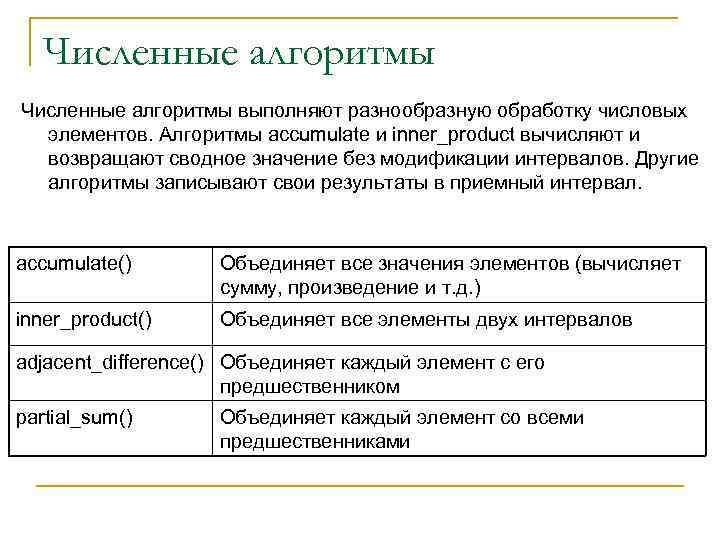 Численные алгоритмы
Численные алгоритмы выполняют разнообразную обработку числовых
элементов. Алгоритмы accumulate и inner_product вычисляют и
возвращают сводное значение без модификации интервалов. Другие
алгоритмы записывают свои результаты в приемный интервал.
accumulate() Объединяет все значения элементов (вычисляет
сумму, произведение и т. д. )
inner_product() Объединяет все элементы двух интервалов
adjacent_difference() Объединяет каждый элемент с его
предшественником
partial_sum() Объединяет каждый элемент со всеми
предшественниками